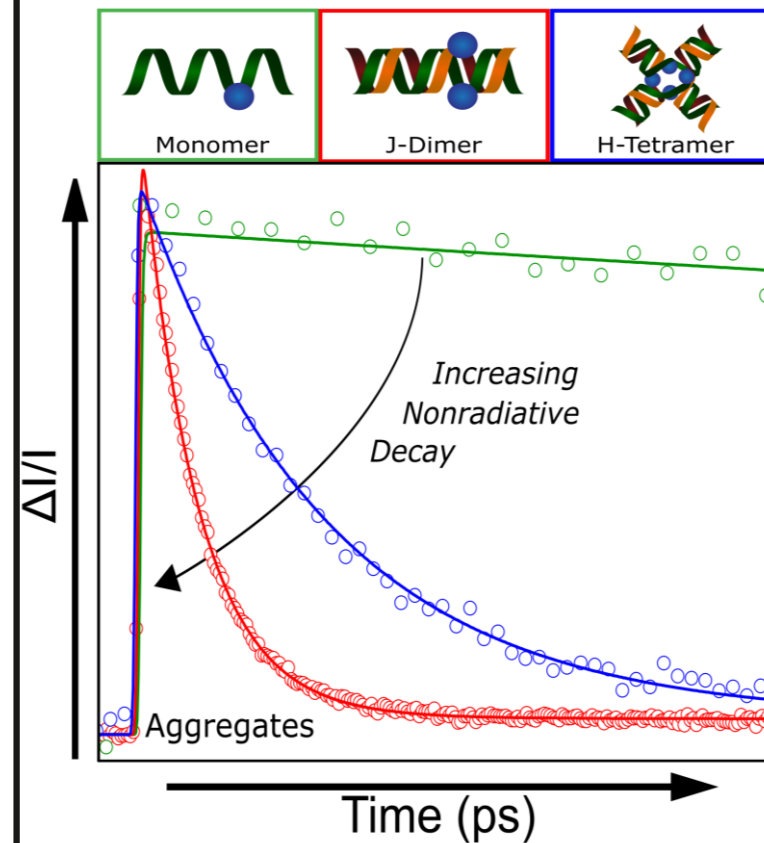 Monomer
J-Dimer
H-Tetramer
ΔI/I
Increasing
Nonradiative
Decay
Aggregates
Time (ps)